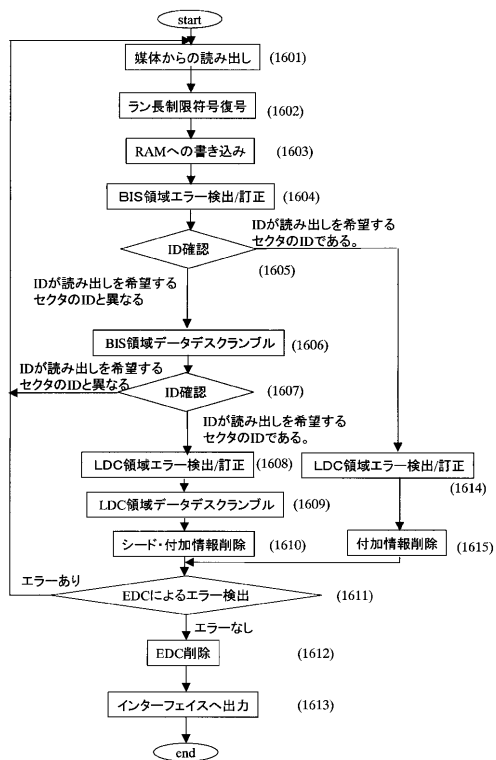 start
媒体からの読み出し (1601)
ラン長制限符号復号 (1602)
RAMへの書き込み (1603)
BIS領域エラー検出/訂正 (1604)
IDが読み出しを希望する
セクタのIDである。
ID確認
(1605)
IDが読み出しを希望する
セクタのIDと異なる
BIS領域データデスクランブル (1606)
IDが読み出しを希望する
セクタのIDと異なる
ID確認 (1607)
IDが読み出しを希望する
セクタのIDである。
LDC領域エラー検出/訂正 (1608)
LDC領域エラー検出/訂正
(1614)
LDC領域データデスクランブル (1609)
シード・付加情報削除 (1610)
付加情報削除 (1615)
エラーあり
EDCによるエラー検出 (1611)
エラーなし
EDC削除 (1612)
インターフェイスへ出力 (1613)
end